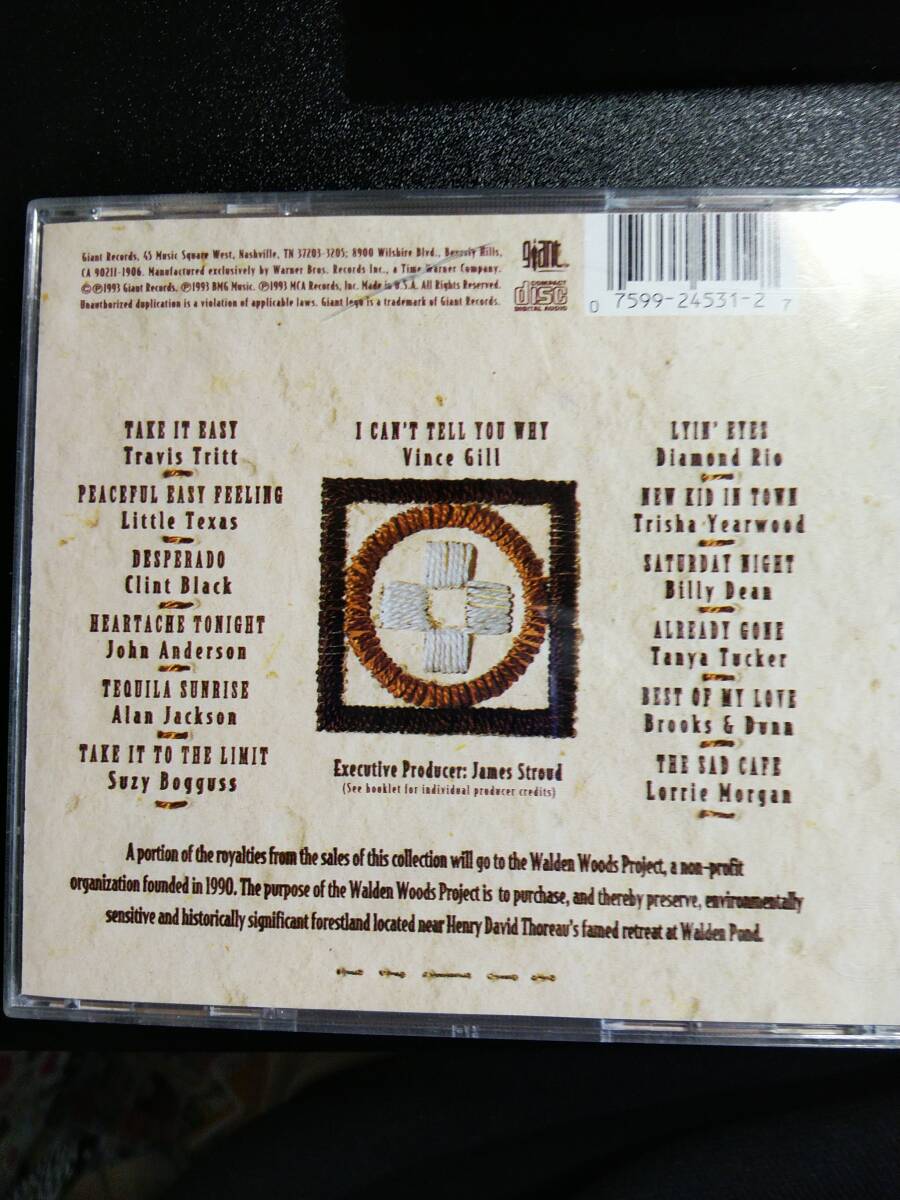 Giant Records, 45 Music Square West, Nashville, TN 37203-3205; 8900 Wilshire Blvd., Beverly Hills,
CA 90211-1906. Manufactured exclusively by Warner Bros. Records Inc., a Time Warner Company.
©℗1993 Giant Records, ℗1993 BMG Music. ℗1993 MCA Records, Inc. Made in U.S.A. All Rights Reserved.
Unauthorized duplication is a violation of applicable laws. Giant logo is a trademark of Giant Records.
giant
COMPACT
disc
DIGITAL AUDIO
0 7599-24531-2 7
TAKE IT EASY
Travis Tritt
PEACEFUL EASY FEELING
Little Texas
DESPERADO
Clint Black
HEARTACHE TONIGHT
John Anderson
TEQUILA SUNRISE
Alan Jackson
TAKE IT TO THE LIMIT
Suzy Bogguss
I CAN'T TELL YOU WHY
Vince Gill
LYIN' EYES
Diamond Rio
NEW KID IN TOWN
Trisha Yearwood
SATURDAY NIGHT
Billy Dean
ALREADY GONE
Tanya Tucker
BEST OF MY LOVE
Brooks & Dunn
THE SAD CAFE
Lorrie Morgan
Executive Producer: James Stroud
(See booklet for individual producer credits)
A portion of the royalties from the sales of this collection will go to the Walden Woods Project, a non-profit
organization founded in 1990. The purpose of the Walden Woods Project is to purchase, and thereby preserve, environmentally
sensitive and historically significant forestland located near Henry David Thoreau's famed retreat at Walden Pond.